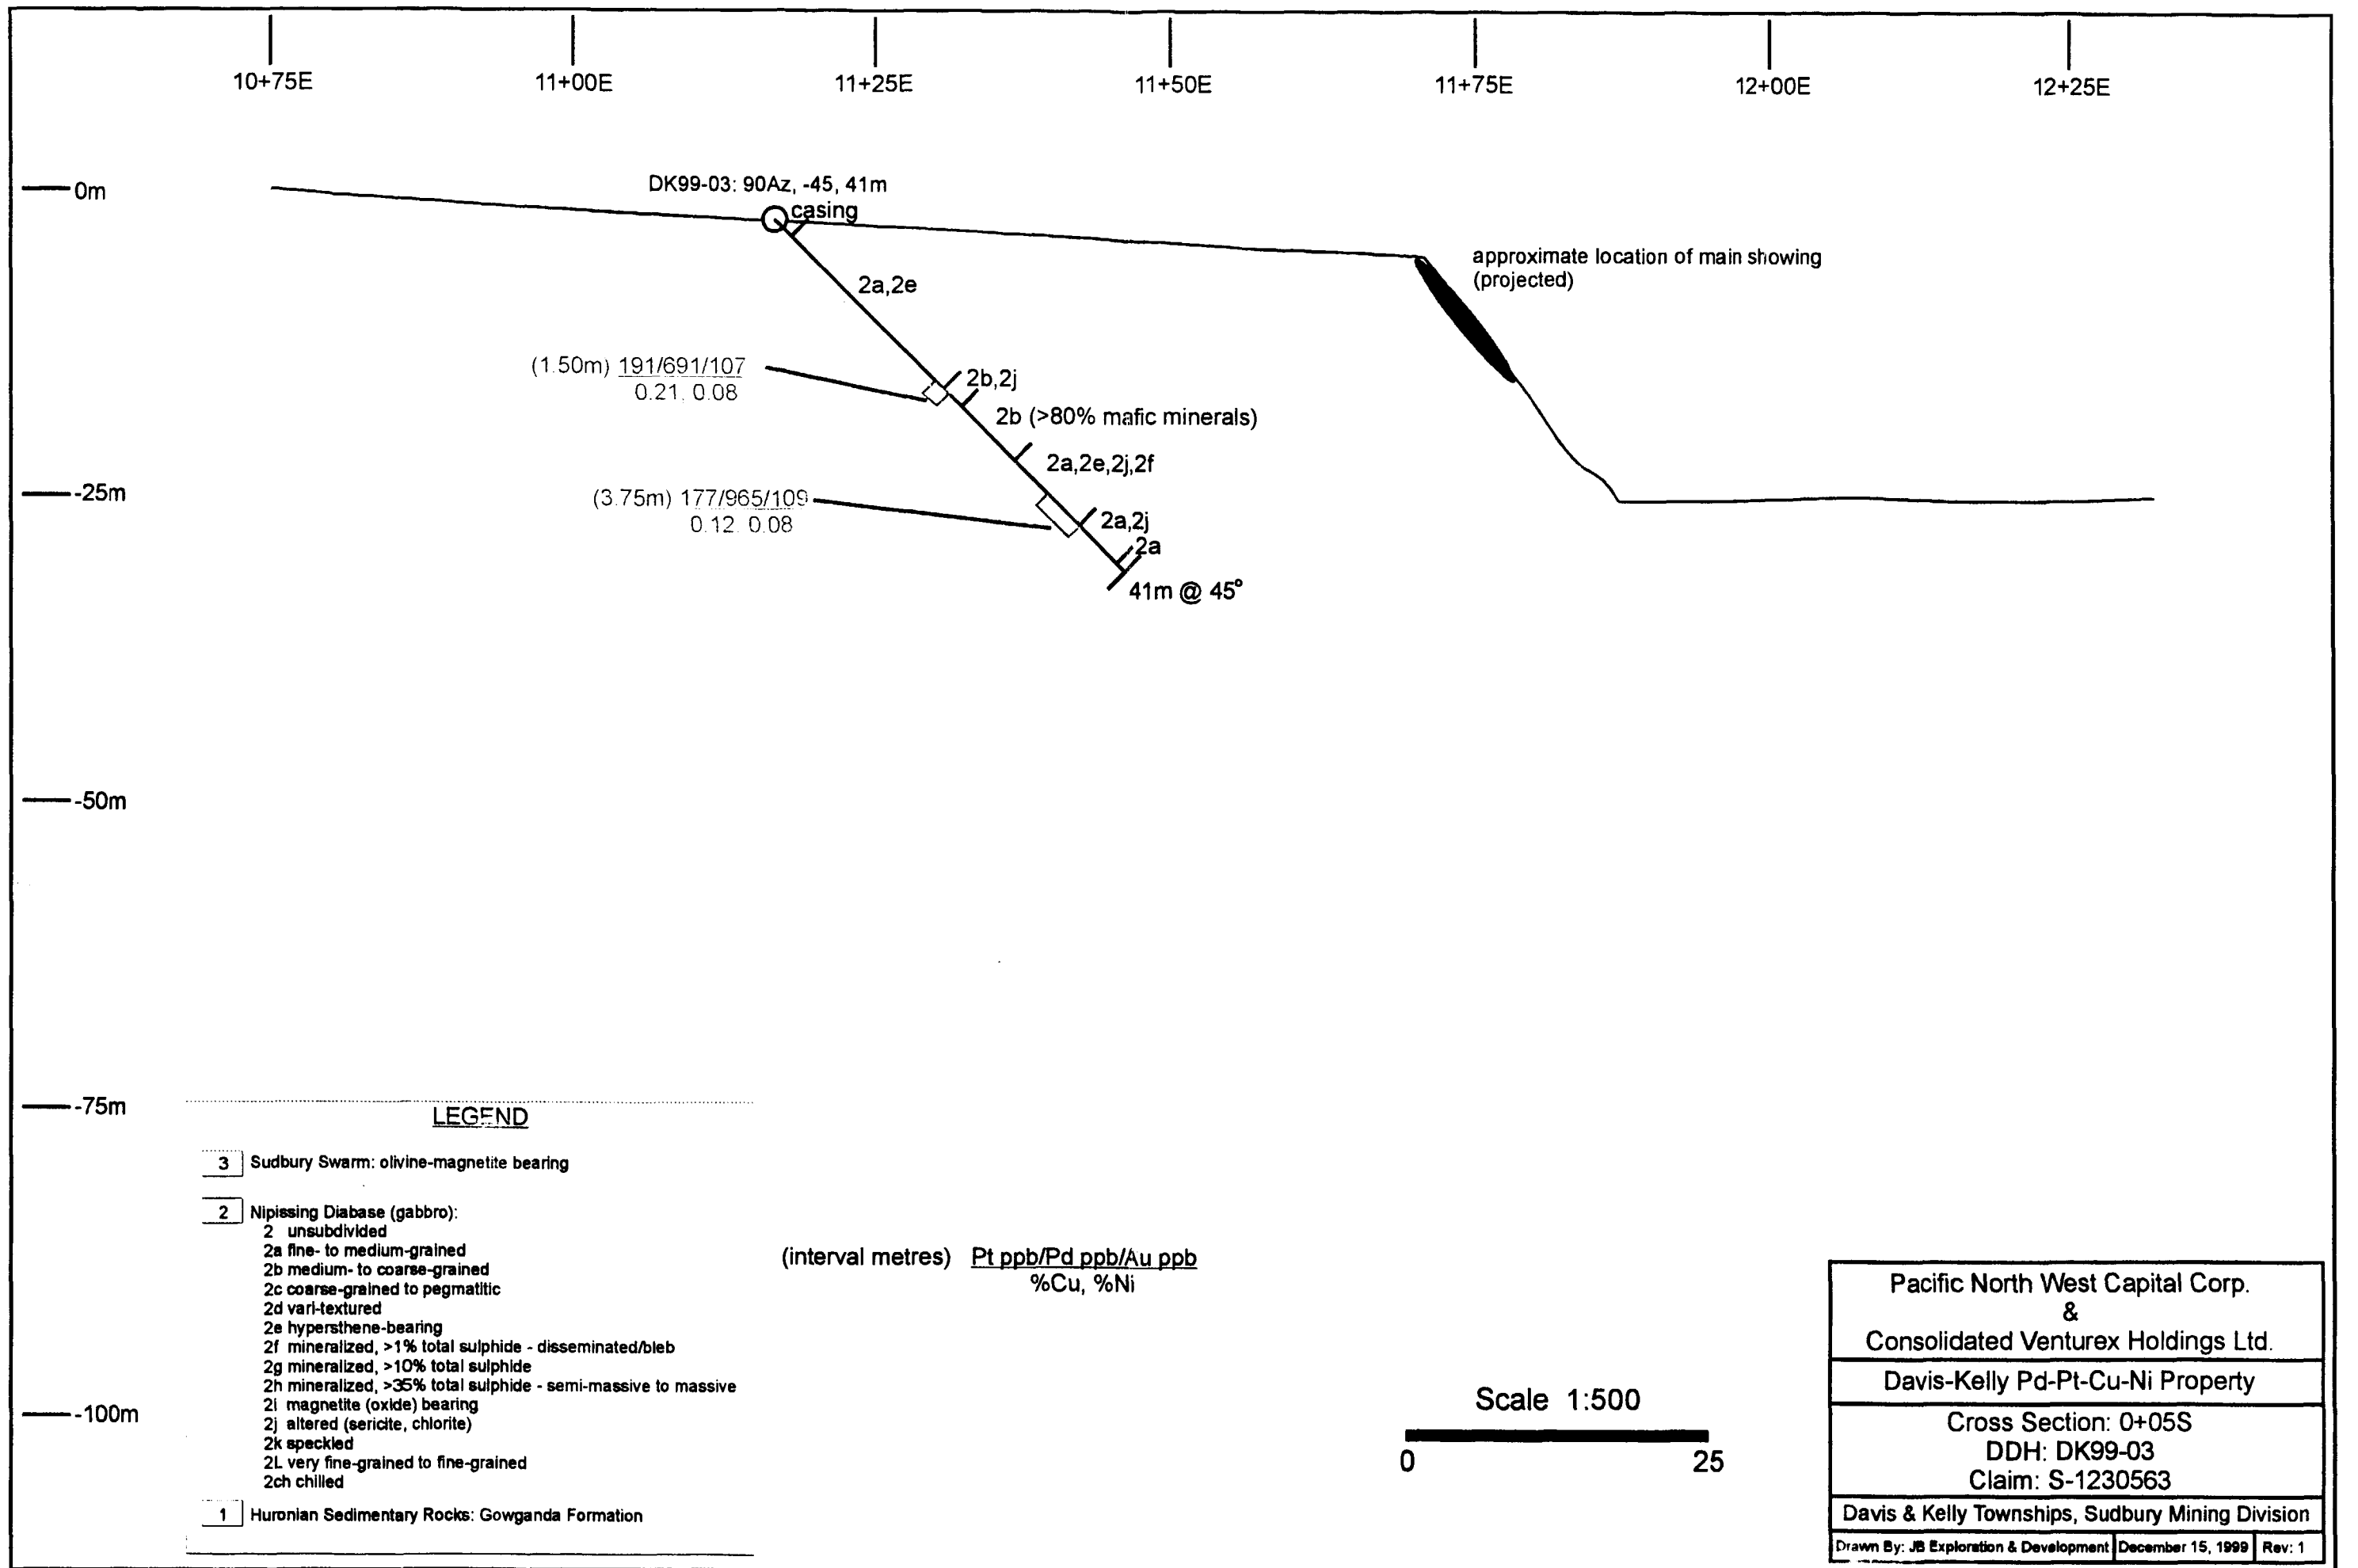 10+75E 11+00E 11+25E 11+50E 11+75E 12+00E 12+25E
0m
DK99-03: 90Az, -45, 41m
casing
approximate location of main showing
(projected)
2a,2e
(1.50m) 191/691/107
0.21, 0.08
2b,2j
2b (>80% mafic minerals)
2a,2e,2j,2f
-25m
(3.75m) 177/965/109
0.12, 0.08
2a,2j
2a
41m @ 45°
-50m
-75m
-100m
LEGEND
3 Sudbury Swarm: olivine-magnetite bearing
2 Nipissing Diabase (gabbro):
2 unsubdivided
2a fine- to medium-grained
2b medium- to coarse-grained
2c coarse-grained to pegmatitic
2d vari-textured
2e hypersthene-bearing
2f mineralized, >1% total sulphide - disseminated/bleb
2g mineralized, >10% total sulphide
2h mineralized, >35% total sulphide - semi-massive to massive
2i magnetite (oxide) bearing
2j altered (sericite, chlorite)
2k speckled
2L very fine-grained to fine-grained
2ch chilled
1 Huronian Sedimentary Rocks: Gowganda Formation
(interval metres) Pt ppb/Pd ppb/Au ppb
%Cu, %Ni
Scale 1:500
0 25
Pacific North West Capital Corp.
&
Consolidated Venturex Holdings Ltd.
Davis-Kelly Pd-Pt-Cu-Ni Property
Cross Section: 0+05S
DDH: DK99-03
Claim: S-1230563
Davis & Kelly Townships, Sudbury Mining Division
Drawn By: JB Exploration & Development December 15, 1999 Rev: 1